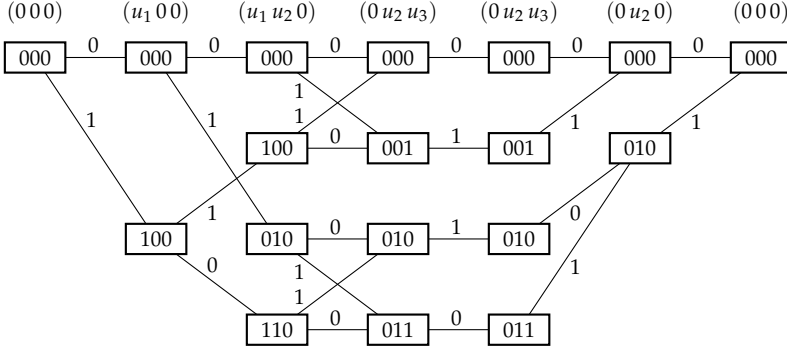 (0 0 0) (u₁ 0 0) (u₁ u₂ 0) (0 u₂ u₃) (0 u₂ u₃) (0 u₂ 0) (0 0 0)
000 0 000 0 000 0 000 0 000 0 000 0 000
1 1 1 1 1 1
100 0 001 1 001 010
1 0
100 010 0 010 1 010
0 1 1 1
110 0 011 0 011